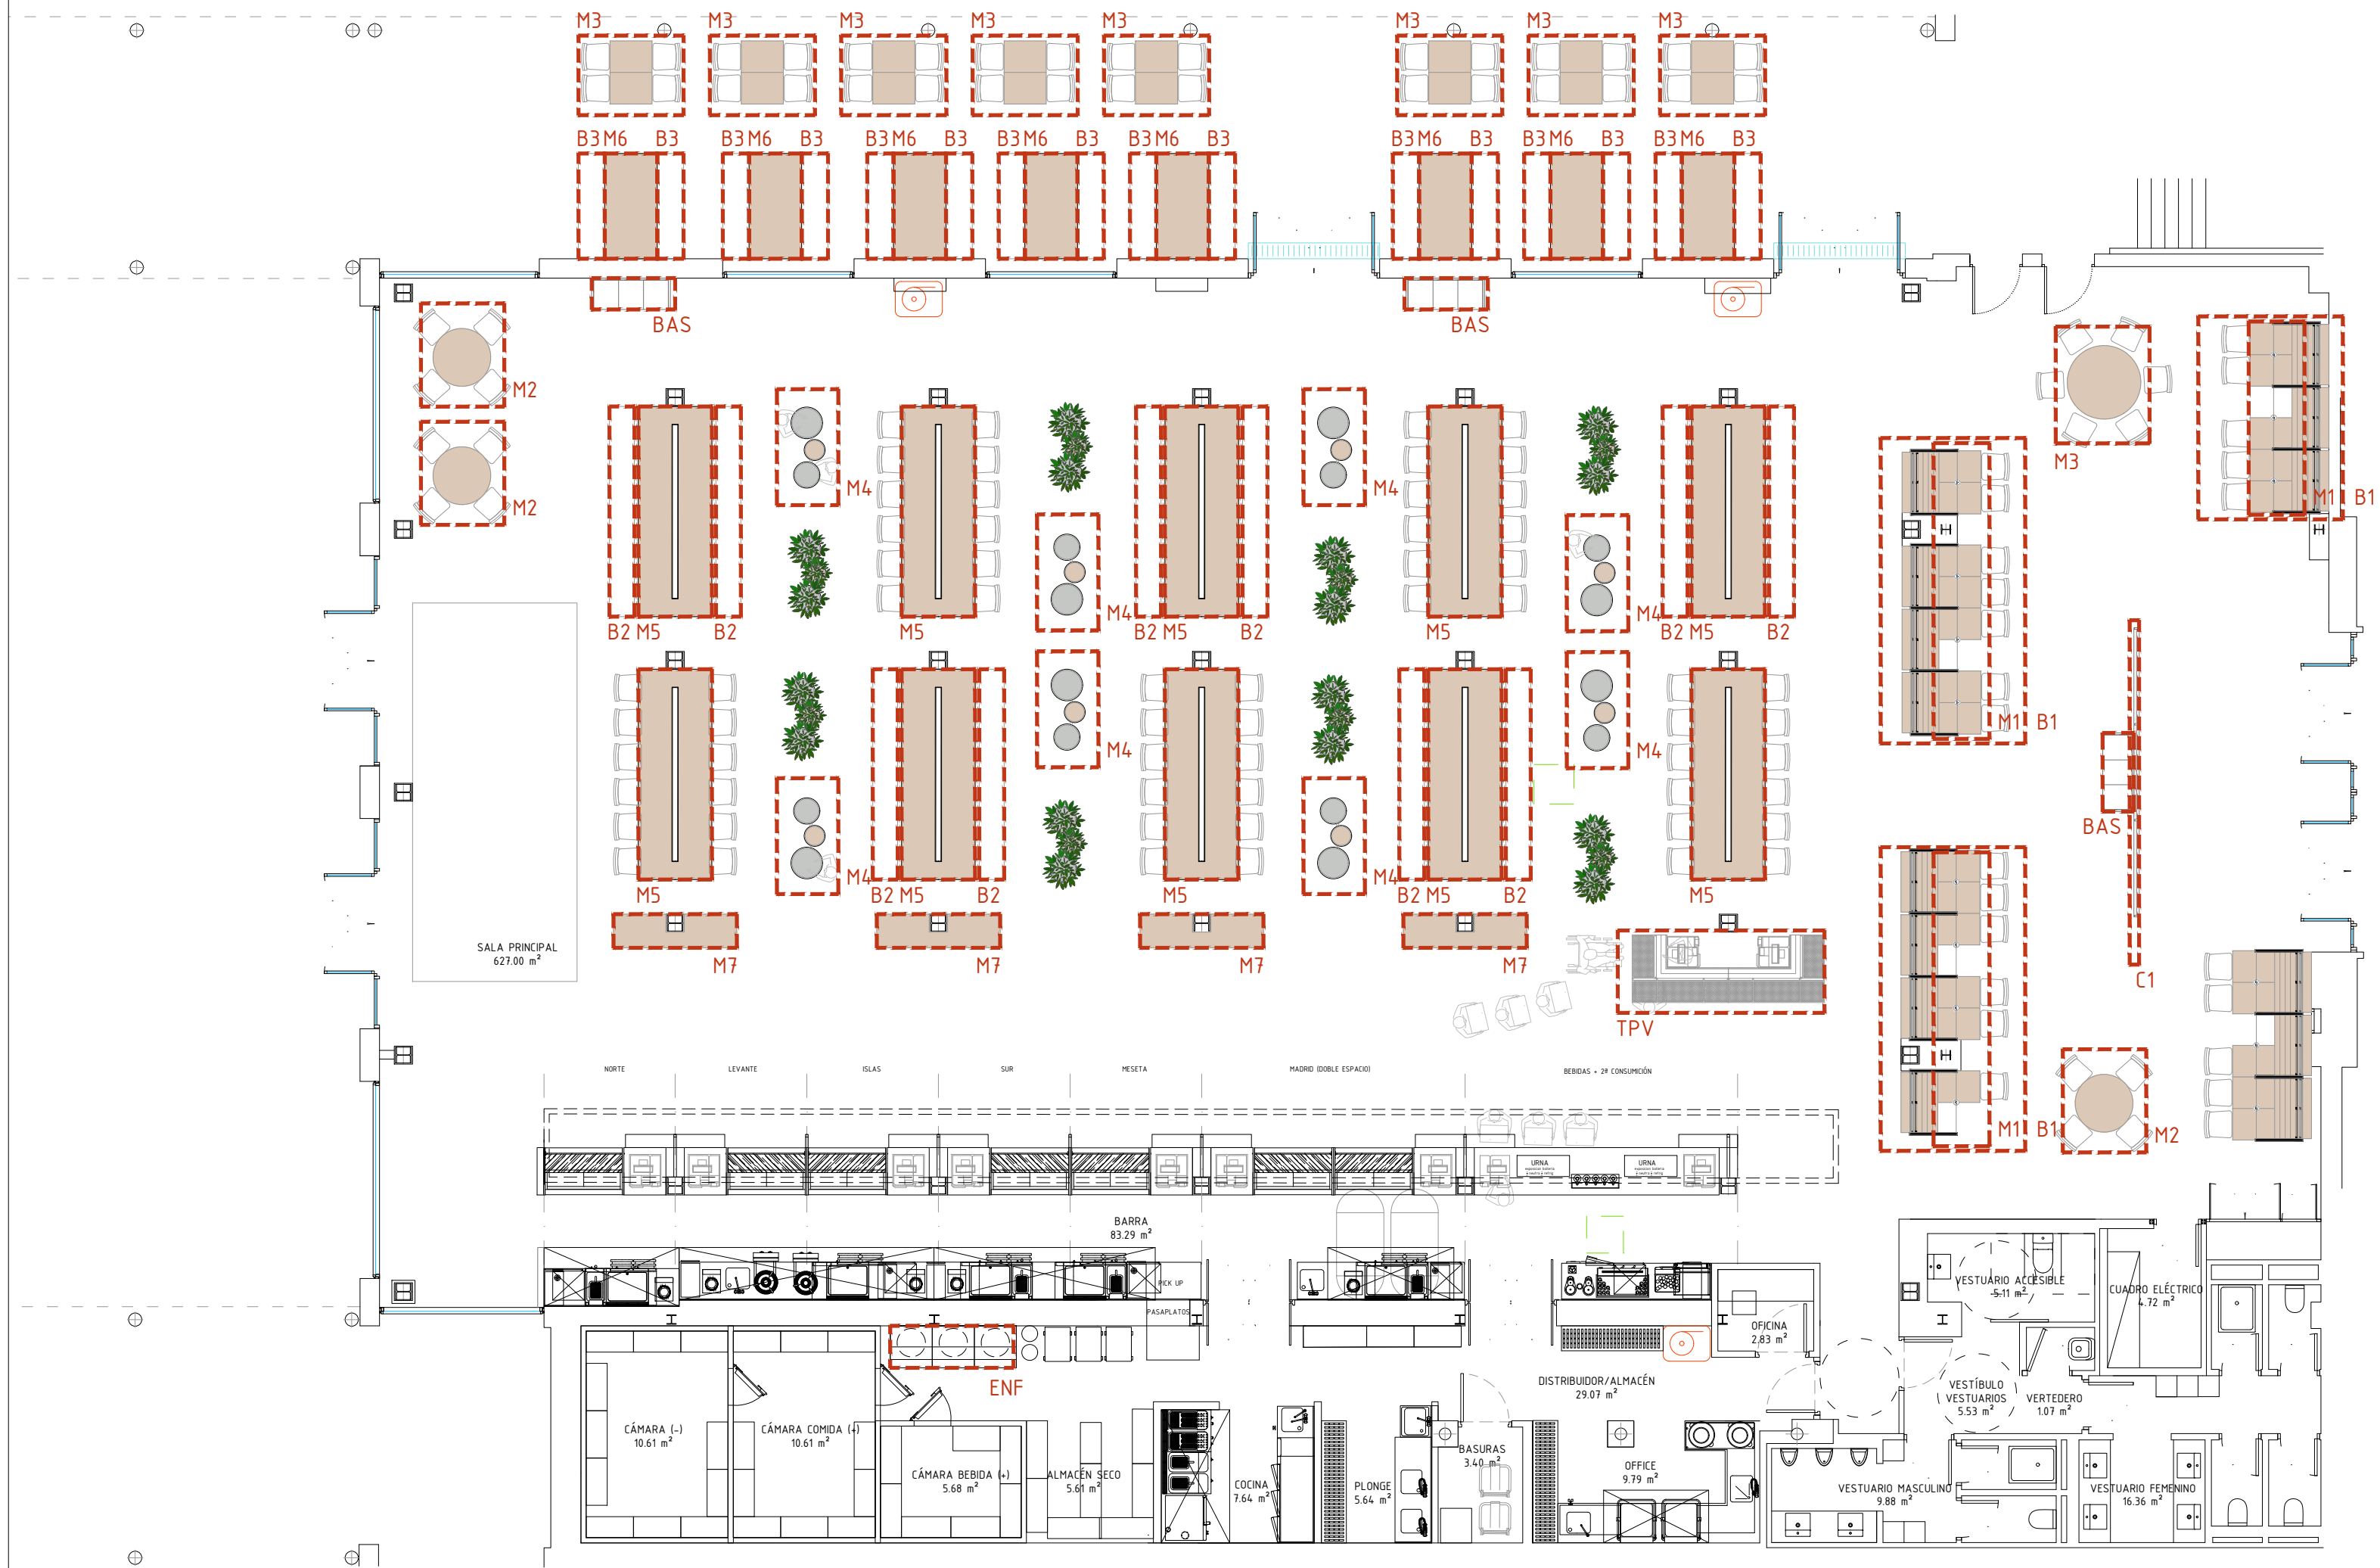 M3 M3 M3 M3 M3 M3 M3 M3
B3 M6 B3 B3 M6 B3 B3 M6 B3 B3 M6 B3 B3 M6 B3 B3 M6 B3 B3 M6 B3 B3 M6 B3
BAS BAS
M2
M3
M4 M4
M1 B1
M2
M4 M4
B2 M5 B2 M5 B2 M5 B2 M5 B2 M5 B2
M1 B1
M4 M4
BAS
M4 M4
M5 B2 M5 B2 M5 B2 M5 B2 M5
SALA PRINCIPAL
627.00 m²
M7 M7 M7 M7
C1
TPV
NORTE LEVANTE ISLAS SUR MESETA MADRID (DOBLE ESPACIO) BEBIDAS + 2ª CONSUMICIÓN
M1 B1 M2
URNA URNA
BARRA
83.29 m²
PICK UP
PASAPLATOS
VESTUARIO ACCESIBLE
5.11 m²
CUADRO ELÉCTRICO
4.72 m²
OFICINA
2.83 m²
ENF
DISTRIBUIDOR/ALMACÉN
29.07 m²
VESTÍBULO
VESTUARIOS
5.53 m²
VERTEDERO
1.07 m²
CÁMARA (-)
10.61 m²
CÁMARA COMIDA (+)
10.61 m²
CÁMARA BEBIDA (+)
5.68 m²
ALMACÉN SECO
5.61 m²
COCINA
7.64 m²
PLONGE
5.64 m²
BASURAS
3.40 m²
OFFICE
9.79 m²
VESTUARIO MASCULINO
9.88 m²
VESTUARIO FEMENINO
16.36 m²